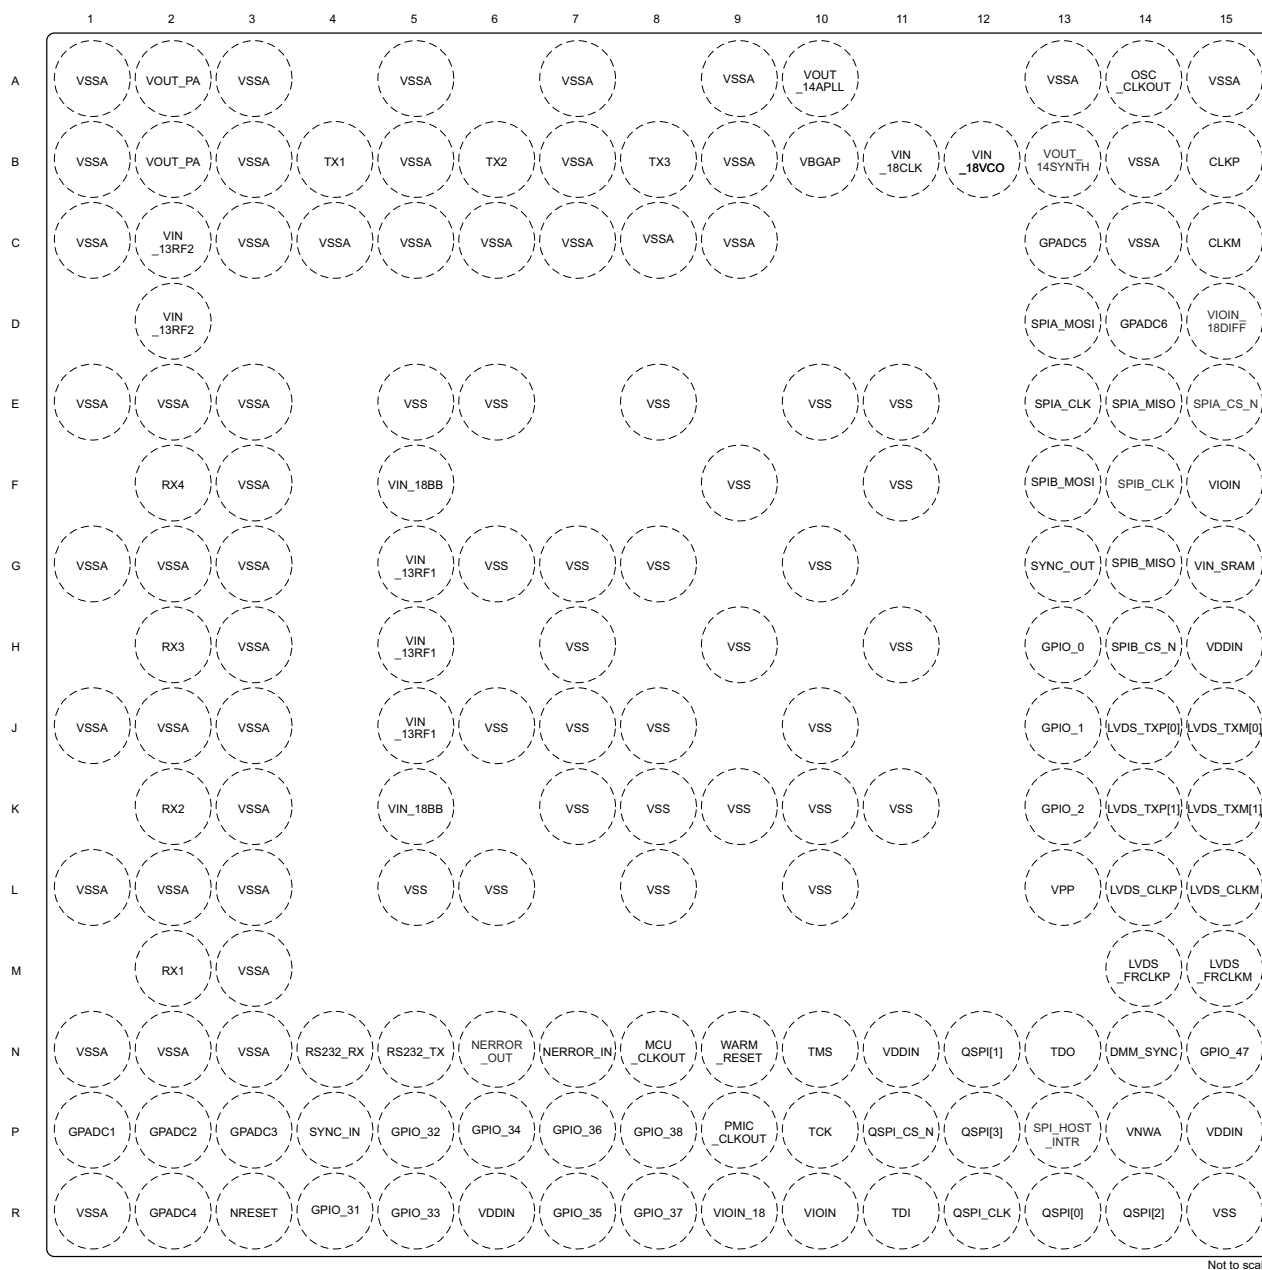 1 2 3 4 5 6 7 8 9 10 11 12 13 14 15
A VSSA VOUT_PA VSSA VSSA VSSA VSSA VOUT _14APLL VSSA OSC _CLKOUT VSSA
B VSSA VOUT_PA VSSA TX1 VSSA TX2 VSSA TX3 VSSA VBGAP VIN _18CLK VIN _18VCO VOUT_ 14SYNTH VSSA CLKP
C VSSA VIN _13RF2 VSSA VSSA VSSA VSSA VSSA VSSA VSSA GPADC5 VSSA CLKM
D VIN _13RF2 SPIA_MOSI GPADC6 VIOIN_ 18DIFF
E VSSA VSSA VSSA VSS VSS VSS VSS VSS SPIA_CLK SPIA_MISO SPIA_CS_N
F RX4 VSSA VIN_18BB VSS VSS SPIB_MOSI SPIB_CLK VIOIN
G VSSA VSSA VSSA VIN _13RF1 VSS VSS VSS VSS SYNC_OUT SPIB_MISO VIN_SRAM
H RX3 VSSA VIN _13RF1 VSS VSS VSS GPIO_0 SPIB_CS_N VDDIN
J VSSA VSSA VSSA VIN _13RF1 VSS VSS VSS VSS GPIO_1 LVDS_TXP[0] LVDS_TXM[0]
K RX2 VSSA VIN_18BB VSS VSS VSS VSS VSS GPIO_2 LVDS_TXP[1] LVDS_TXM[1]
L VSSA VSSA VSSA VSS VSS VSS VSS VPP LVDS_CLKP LVDS_CLKM
M RX1 VSSA LVDS _FRCLKP LVDS _FRCLKM
N VSSA VSSA VSSA RS232_RX RS232_TX NERROR _OUT NERROR_IN MCU _CLKOUT WARM _RESET TMS VDDIN QSPI[1] TDO DMM_SYNC GPIO_47
P GPADC1 GPADC2 GPADC3 SYNC_IN GPIO_32 GPIO_34 GPIO_36 GPIO_38 PMIC _CLKOUT TCK QSPI_CS_N QSPI[3] SPI_HOST _INTR VNWA VDDIN
R VSSA GPADC4 NRESET GPIO_31 GPIO_33 VDDIN GPIO_35 GPIO_37 VIOIN_18 VIOIN TDI QSPI_CLK QSPI[0] QSPI[2] VSS
Not to scal